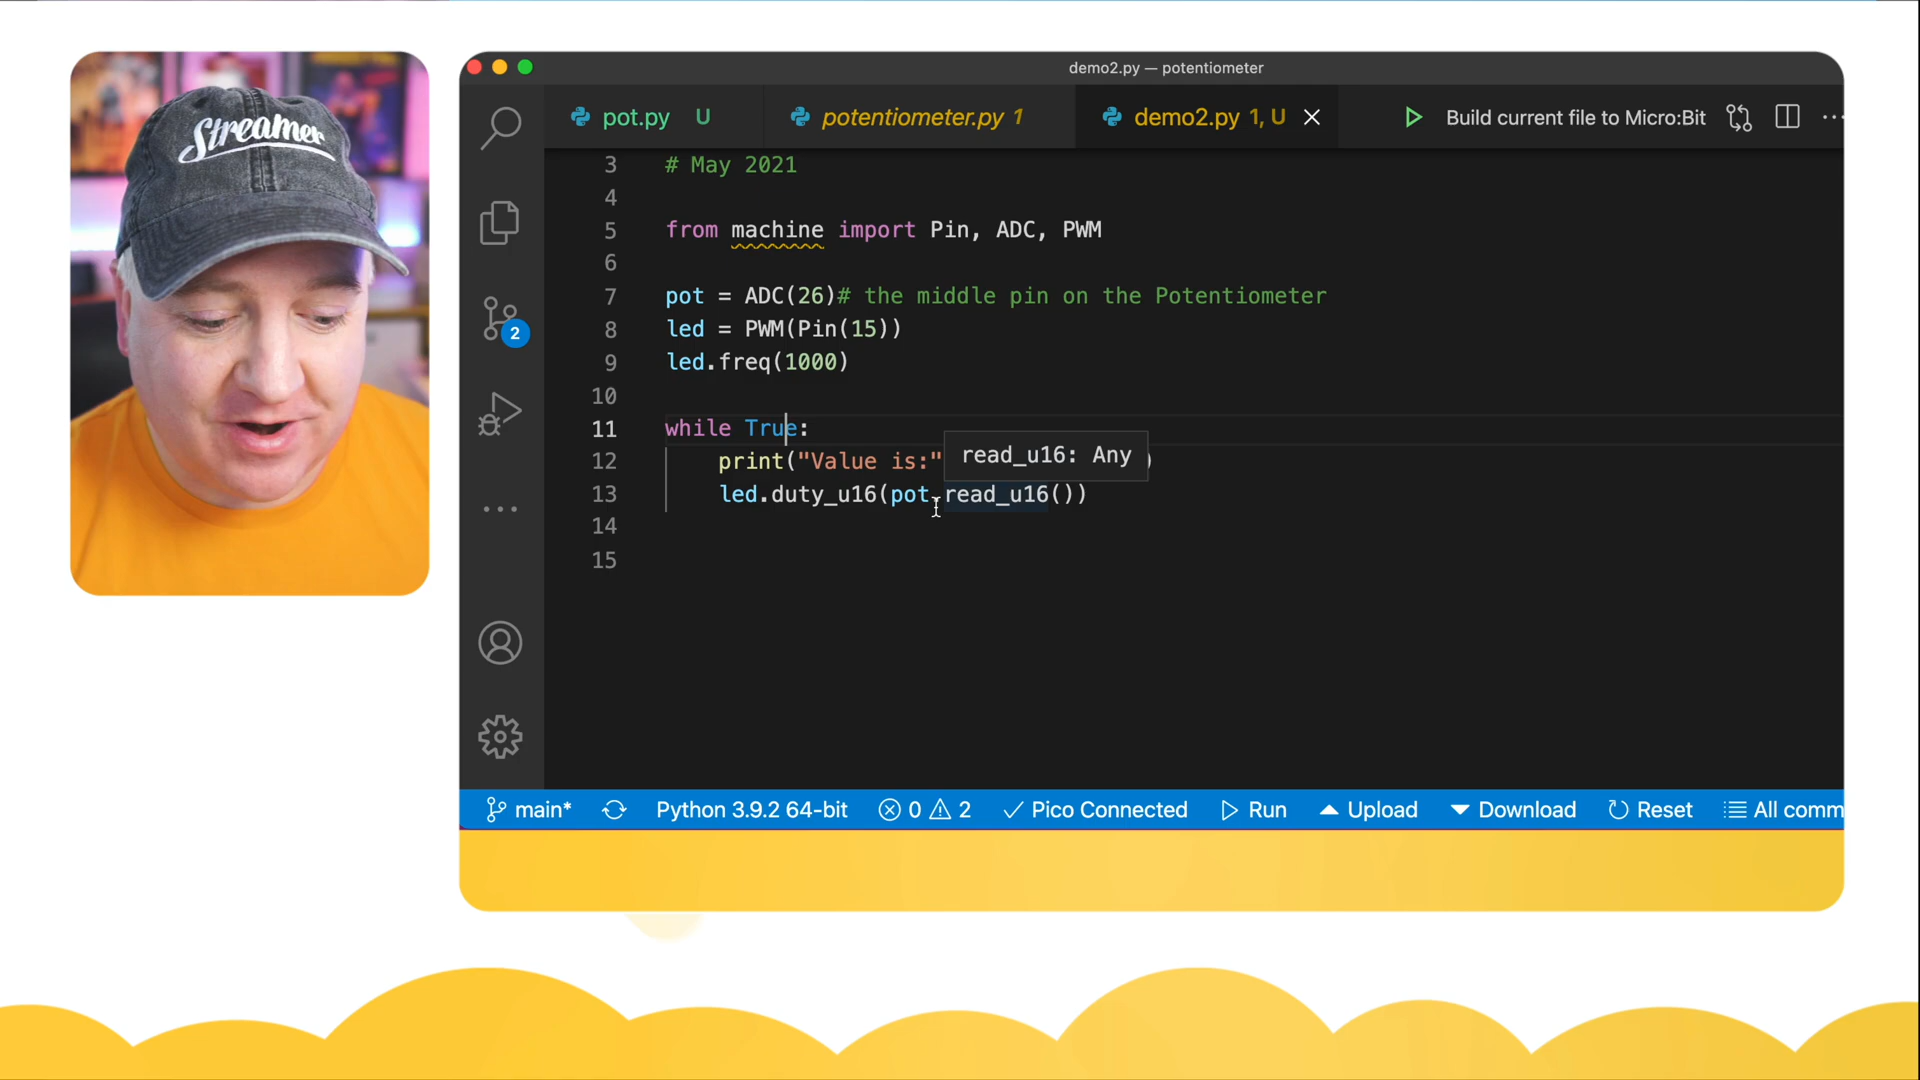 Streamer
demo2.py — potentiometer
pot.py U
potentiometer.py 1
demo2.py 1, U
Build current file to Micro:Bit
3 # May 2021
4
5 from machine import Pin, ADC, PWM
6
7 pot = ADC(26)# the middle pin on the Potentiometer
8 led = PWM(Pin(15))
9 led.freq(1000)
10
11 while True:
read_u16: Any
12 print("Value is:" )
13 led.duty_u16(pot.read_u16())
14
15
2
main* Python 3.9.2 64-bit 0 2 Pico Connected Run Upload Download Reset All comm